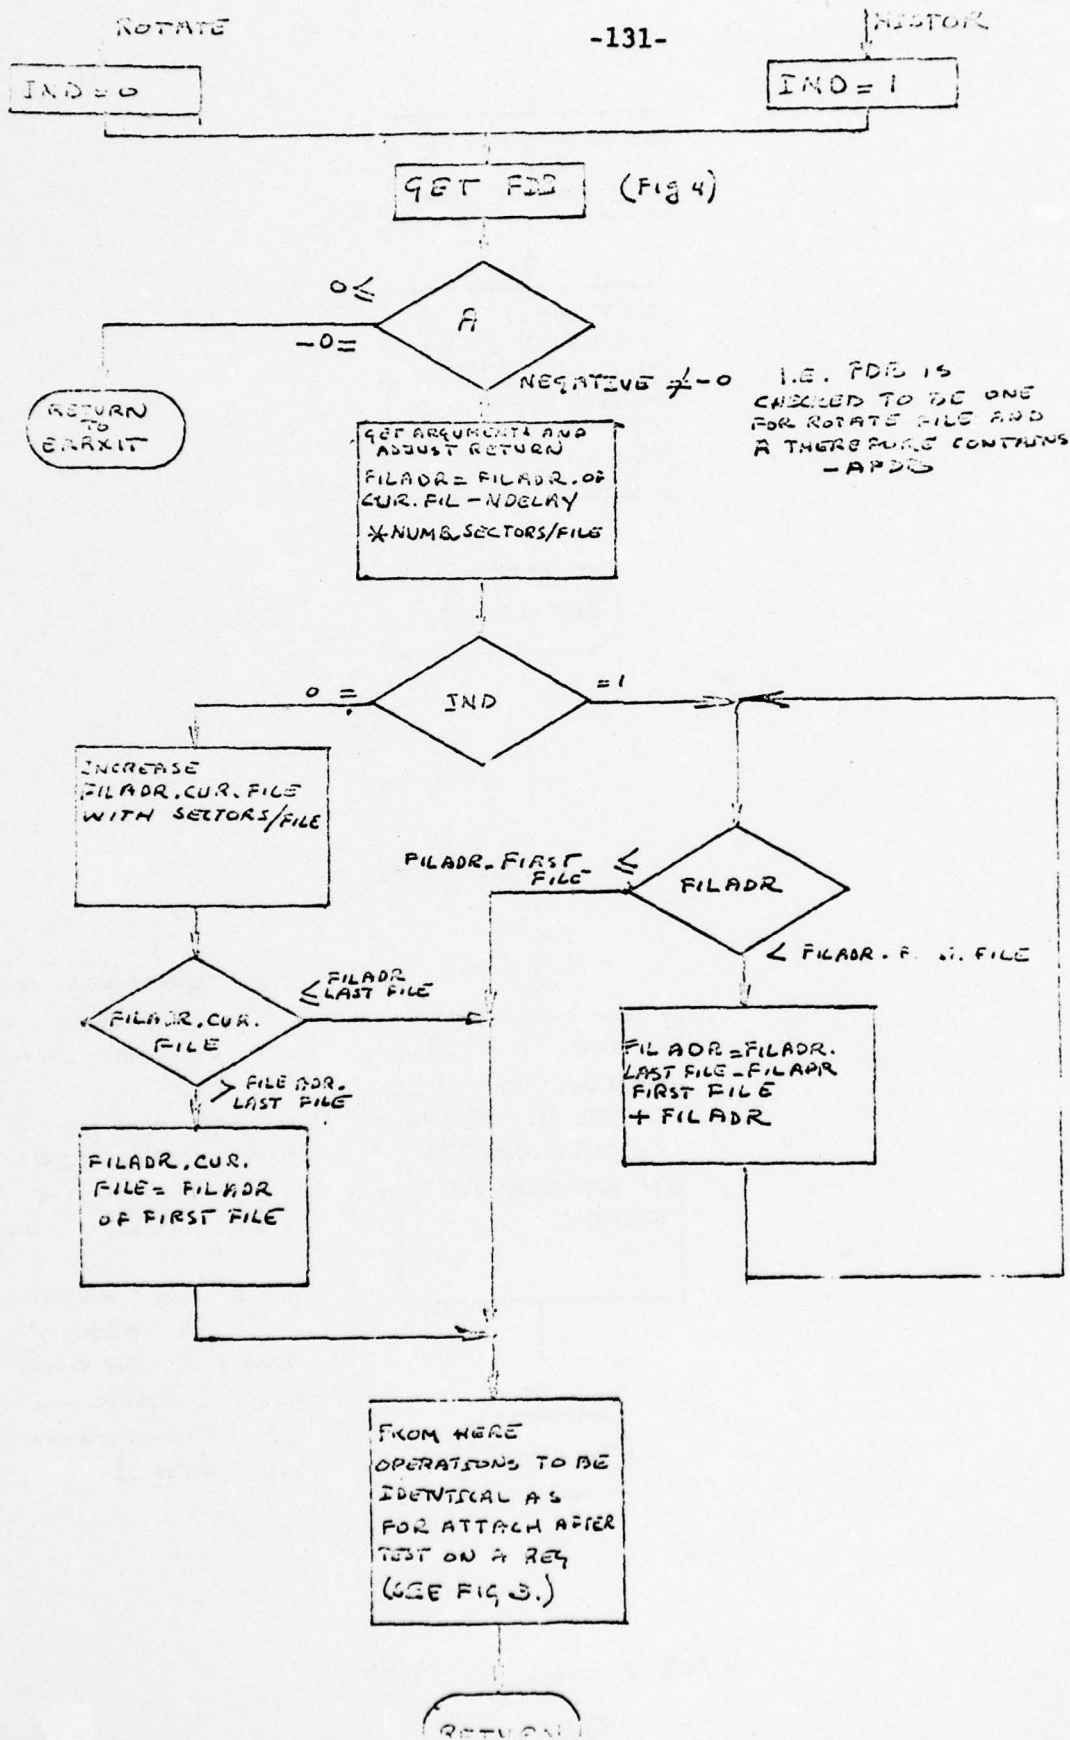 -131-
ROTATE
HISTOR
IND = 0
IND = 1
GET FDB
(Fig 4)
0 ≤
A
-0 =
NEGATIVE ≠ -0
I.E. FDB IS
CHECKED TO BE ONE
FOR ROTATE FILE AND
A THEREFORE CONTAINS
-AFDB
RETURN
TO
ERRXIT
GET ARGUMENTS AND
ADJUST RETURN
FILADR = FILADR. OF
CUR. FIL - NDELAY
*NUMB. SECTORS/FILE
0 =
IND
= 1
INCREASE
FILADR. CUR. FILE
WITH SECTORS/FILE
FILADR. FIRST ≤
FILE
FILADR
< FILADR. FILE
FILADR. CUR.
FILE
≤ FILADR
LAST FILE
> FILE ADR.
LAST FILE
FILADR = FILADR.
LAST FILE - FILADR
FIRST FILE
+ FILADR
FILADR. CUR.
FILE = FILADR
OF FIRST FILE
FROM HERE
OPERATIONS TO BE
IDENTICAL AS
FOR ATTACH AFTER
TEST ON A REG
(SEE FIG 3.)
RETURN